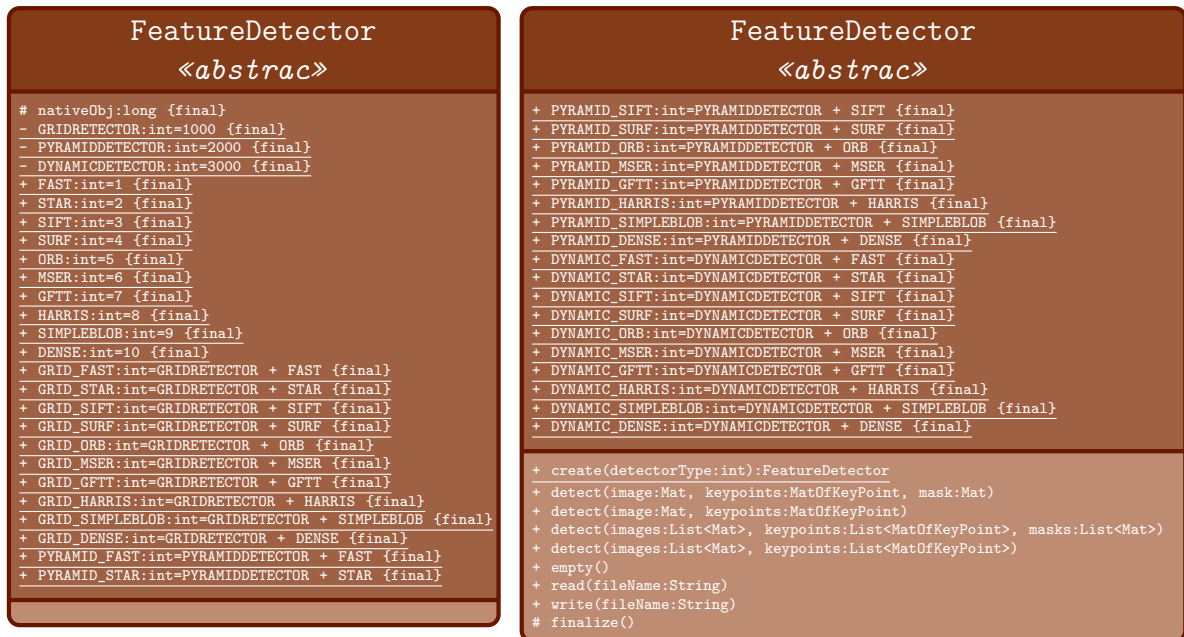 FeatureDetector
«abstrac»
# nativeObj:long {final}
- GRIDRETECTOR:int=1000 {final}
- PYRAMIDDETECTOR:int=2000 {final}
- DYNAMICDETECTOR:int=3000 {final}
+ FAST:int=1 {final}
+ STAR:int=2 {final}
+ SIFT:int=3 {final}
+ SURF:int=4 {final}
+ ORB:int=5 {final}
+ MSER:int=6 {final}
+ GFTT:int=7 {final}
+ HARRIS:int=8 {final}
+ SIMPLEBLOB:int=9 {final}
+ DENSE:int=10 {final}
+ GRID_FAST:int=GRIDRETECTOR + FAST {final}
+ GRID_STAR:int=GRIDRETECTOR + STAR {final}
+ GRID_SIFT:int=GRIDRETECTOR + SIFT {final}
+ GRID_SURF:int=GRIDRETECTOR + SURF {final}
+ GRID_ORB:int=GRIDRETECTOR + ORB {final}
+ GRID_MSER:int=GRIDRETECTOR + MSER {final}
+ GRID_GFTT:int=GRIDRETECTOR + GFTT {final}
+ GRID_HARRIS:int=GRIDRETECTOR + HARRIS {final}
+ GRID_SIMPLEBLOB:int=GRIDRETECTOR + SIMPLEBLOB {final}
+ GRID_DENSE:int=GRIDRETECTOR + DENSE {final}
+ PYRAMID_FAST:int=PYRAMIDDETECTOR + FAST {final}
+ PYRAMID_STAR:int=PYRAMIDDETECTOR + STAR {final}
FeatureDetector
«abstrac»
+ PYRAMID_SIFT:int=PYRAMIDDETECTOR + SIFT {final}
+ PYRAMID_SURF:int=PYRAMIDDETECTOR + SURF {final}
+ PYRAMID_ORB:int=PYRAMIDDETECTOR + ORB {final}
+ PYRAMID_MSER:int=PYRAMIDDETECTOR + MSER {final}
+ PYRAMID_GFTT:int=PYRAMIDDETECTOR + GFTT {final}
+ PYRAMID_HARRIS:int=PYRAMIDDETECTOR + HARRIS {final}
+ PYRAMID_SIMPLEBLOB:int=PYRAMIDDETECTOR + SIMPLEBLOB {final}
+ PYRAMID_DENSE:int=PYRAMIDDETECTOR + DENSE {final}
+ DYNAMIC_FAST:int=DYNAMICDETECTOR + FAST {final}
+ DYNAMIC_STAR:int=DYNAMICDETECTOR + STAR {final}
+ DYNAMIC_SIFT:int=DYNAMICDETECTOR + SIFT {final}
+ DYNAMIC_SURF:int=DYNAMICDETECTOR + SURF {final}
+ DYNAMIC_ORB:int=DYNAMICDETECTOR + ORB {final}
+ DYNAMIC_MSER:int=DYNAMICDETECTOR + MSER {final}
+ DYNAMIC_GFTT:int=DYNAMICDETECTOR + GFTT {final}
+ DYNAMIC_HARRIS:int=DYNAMICDETECTOR + HARRIS {final}
+ DYNAMIC_SIMPLEBLOB:int=DYNAMICDETECTOR + SIMPLEBLOB {final}
+ DYNAMIC_DENSE:int=DYNAMICDETECTOR + DENSE {final}
+ create(detectorType:int):FeatureDetector
+ detect(image:Mat, keypoints:MatOfKeyPoint, mask:Mat)
+ detect(image:Mat, keypoints:MatOfKeyPoint)
+ detect(images:List<Mat>, keypoints:List<MatOfKeyPoint>, masks:List<Mat>)
+ detect(images:List<Mat>, keypoints:List<MatOfKeyPoint>)
+ empty()
+ read(fileName:String)
+ write(fileName:String)
# finalize()